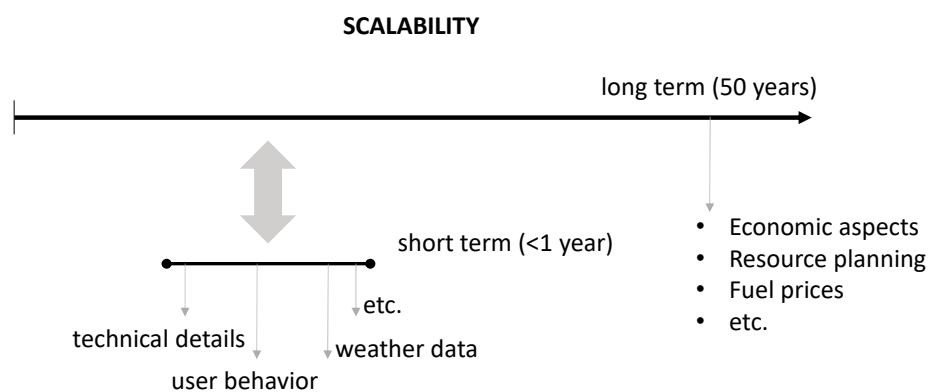 SCALABILITY
long term (50 years)
short term (<1 year)
• Economic aspects
• Resource planning
• Fuel prices
• etc.
etc.
technical details
weather data
user behavior